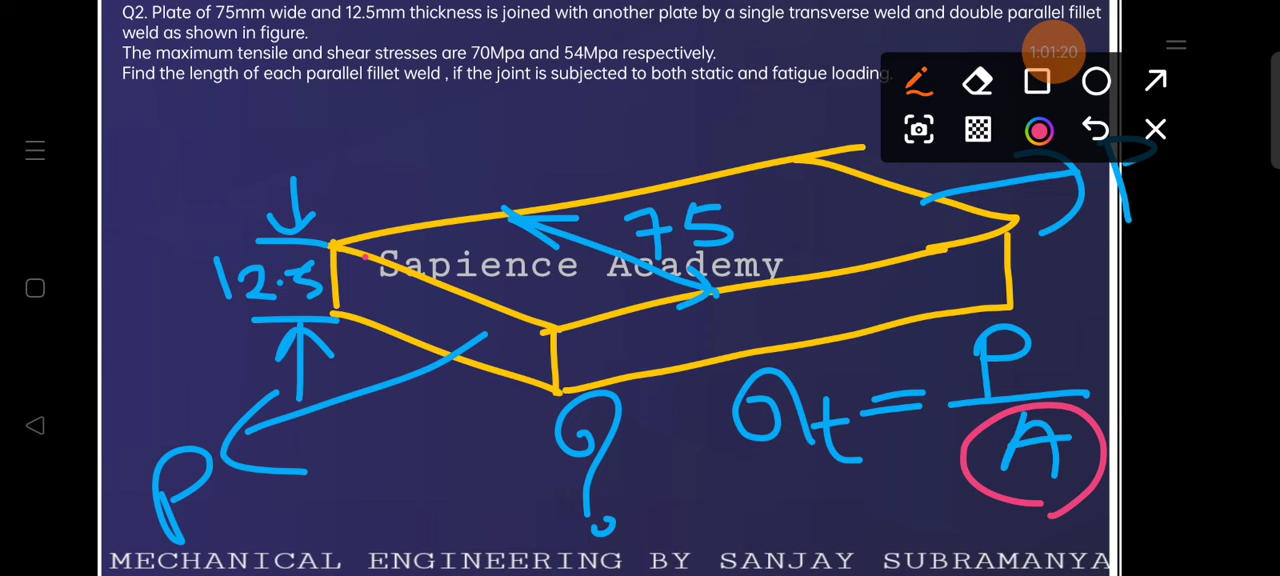 Q2. Plate of 75mm wide and 12.5mm thickness is joined with another plate by a single transverse weld and double parallel fillet
weld as shown in figure.
The maximum tensile and shear stresses are 70Mpa and 54Mpa respectively.
Find the length of each parallel fillet weld , if the joint is subjected to both static and fatigue loading.
1:01:20
P
75
Sapience Academy
12.5
P
?
σt = P
A
MECHANICAL ENGINEERING BY SANJAY SUBRAMANYA